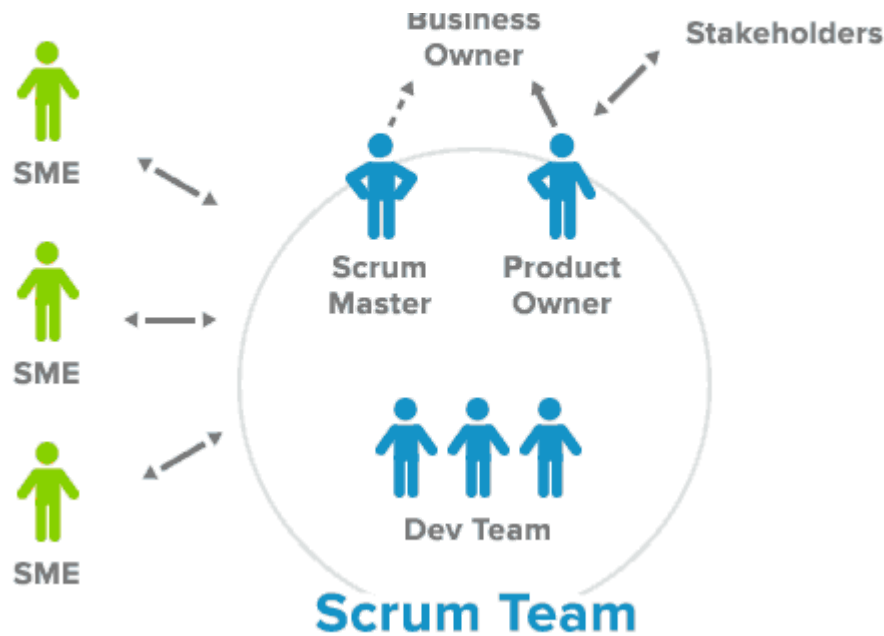 Business
Owner
Stakeholders
SME
Scrum
Master
Product
Owner
SME
Dev Team
SME
Scrum Team